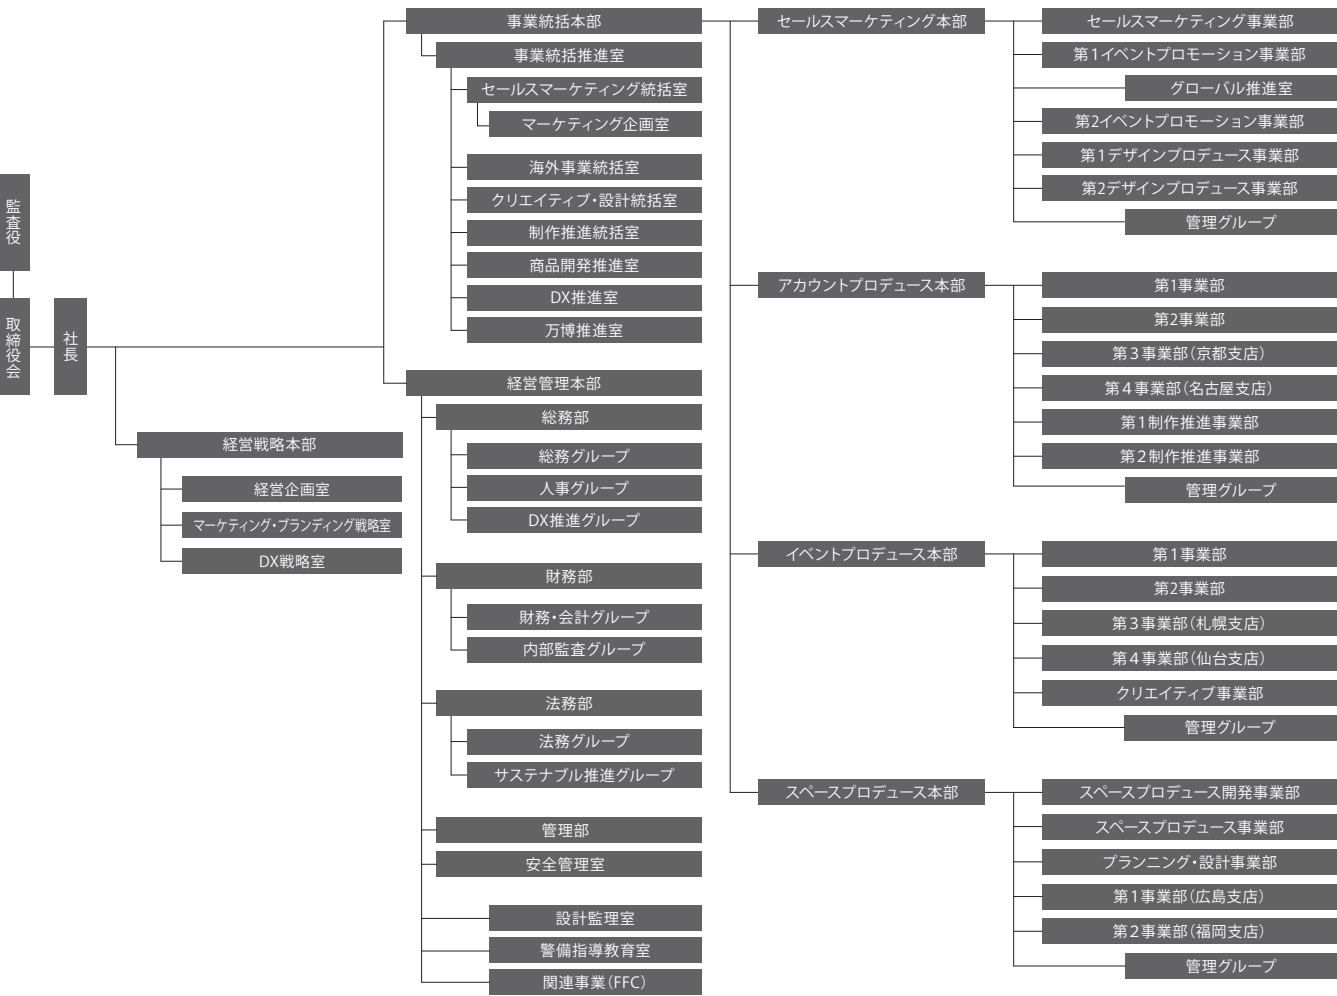 監査役
取締役会
社長
経営戦略本部
経営企画室
マーケティング・ブランディング戦略室
DX戦略室
事業統括本部
事業統括推進室
セールスマーケティング統括室
マーケティング企画室
海外事業統括室
クリエイティブ・設計統括室
制作推進統括室
商品開発推進室
DX推進室
万博推進室
経営管理本部
総務部
総務グループ
人事グループ
DX推進グループ
財務部
財務・会計グループ
内部監査グループ
法務部
法務グループ
サステナブル推進グループ
管理部
安全管理室
設計監理室
警備指導教育室
関連事業（FFC）
セールスマーケティング本部
セールスマーケティング事業部
第1イベントプロモーション事業部
グローバル推進室
第2イベントプロモーション事業部
第1デザインプロデュース事業部
第2デザインプロデュース事業部
管理グループ
アカウントプロデュース本部
第1事業部
第2事業部
第3事業部（京都支店）
第4事業部（名古屋支店）
第1制作推進事業部
第2制作推進事業部
管理グループ
イベントプロデュース本部
第1事業部
第2事業部
第3事業部（札幌支店）
第4事業部（仙台支店）
クリエイティブ事業部
管理グループ
スペースプロデュース本部
スペースプロデュース開発事業部
スペースプロデュース事業部
プランニング・設計事業部
第1事業部（広島支店）
第2事業部（福岡支店）
管理グループ